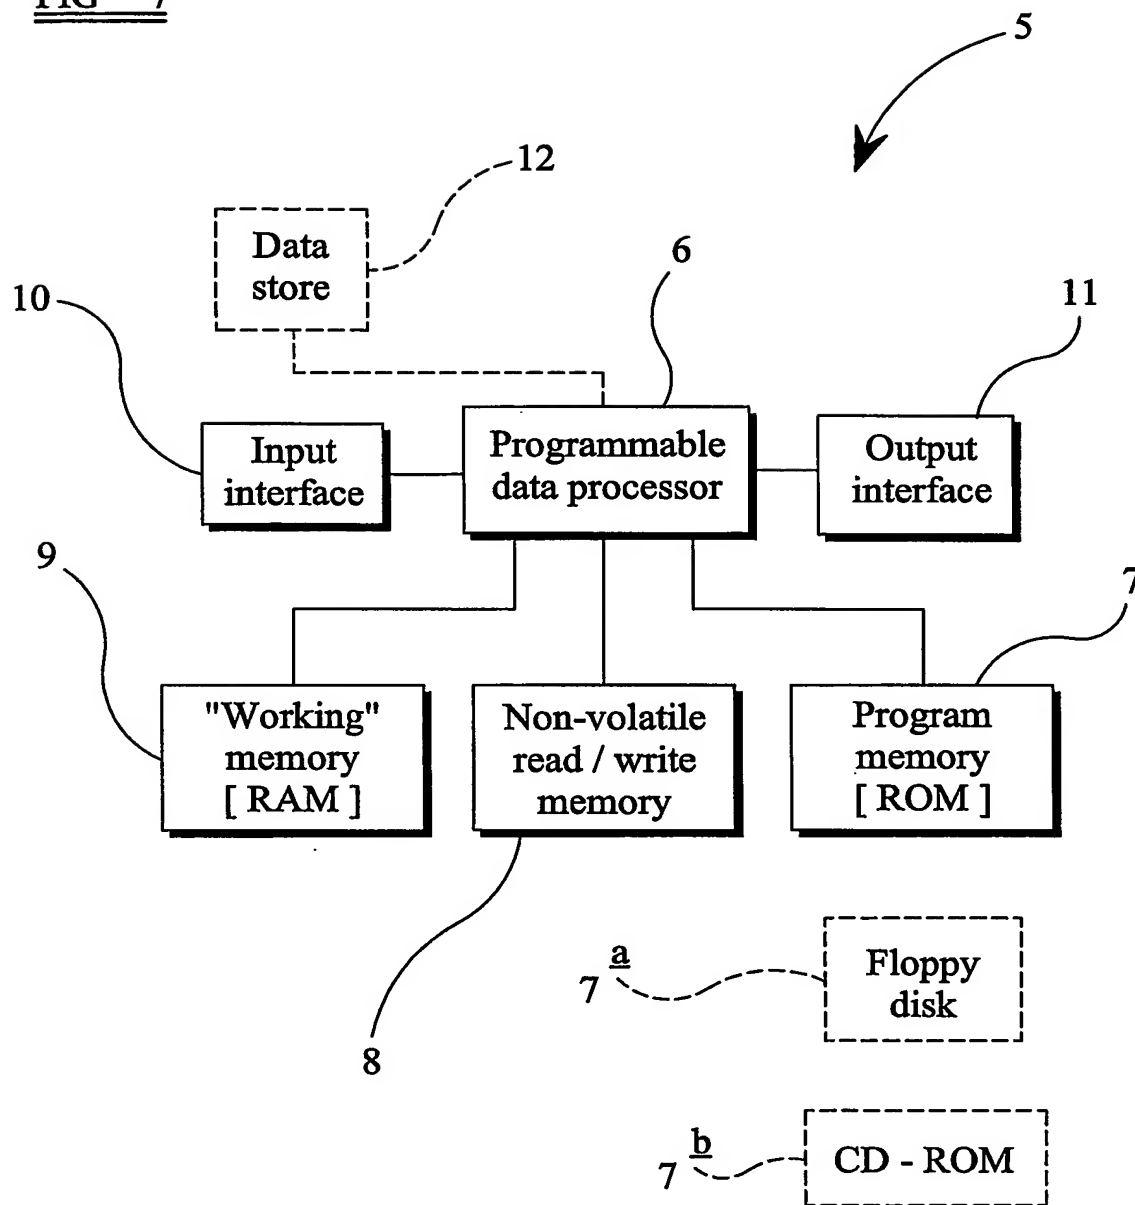 5
12
Data
store
6
10
11
Input
interface
Programmable
data processor
Output
interface
9
7
"Working"
memory
[ RAM ]
Non-volatile
read / write
memory
Program
memory
[ ROM ]
7 a
Floppy
disk
8
7 b
CD - ROM